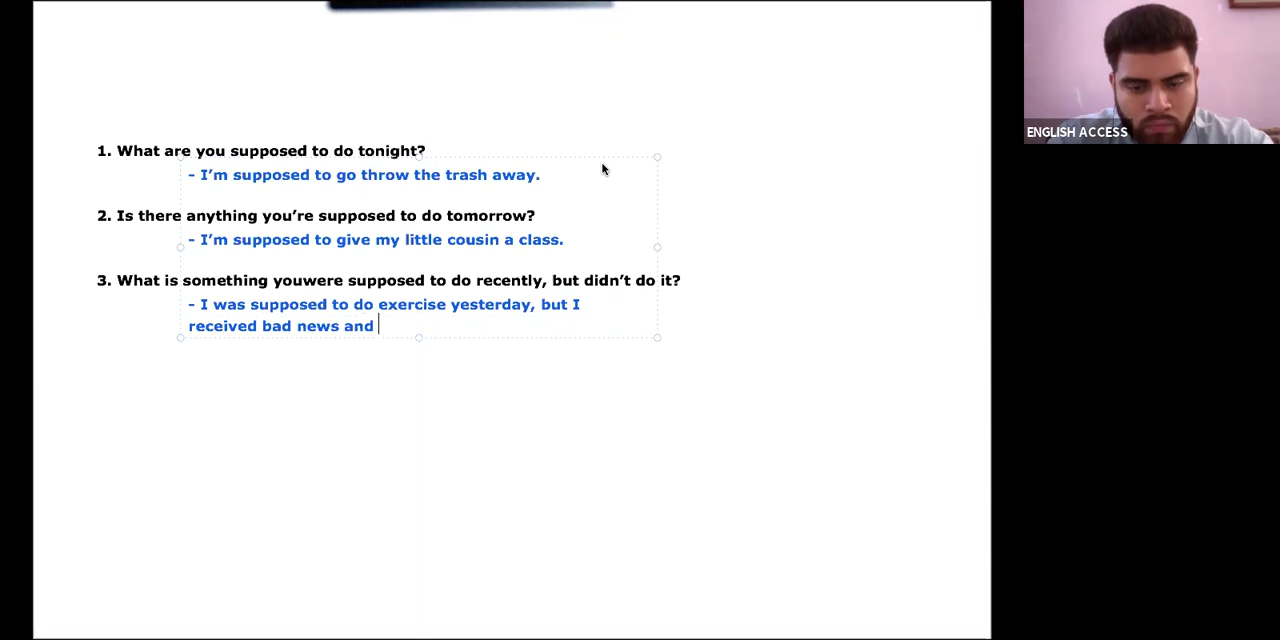 1. What are you supposed to do tonight?
- I’m supposed to go throw the trash away.
2. Is there anything you’re supposed to do tomorrow?
- I’m supposed to give my little cousin a class.
3. What is something youwere supposed to do recently, but didn’t do it?
- I was supposed to do exercise yesterday, but I
received bad news and
ENGLISH ACCESS